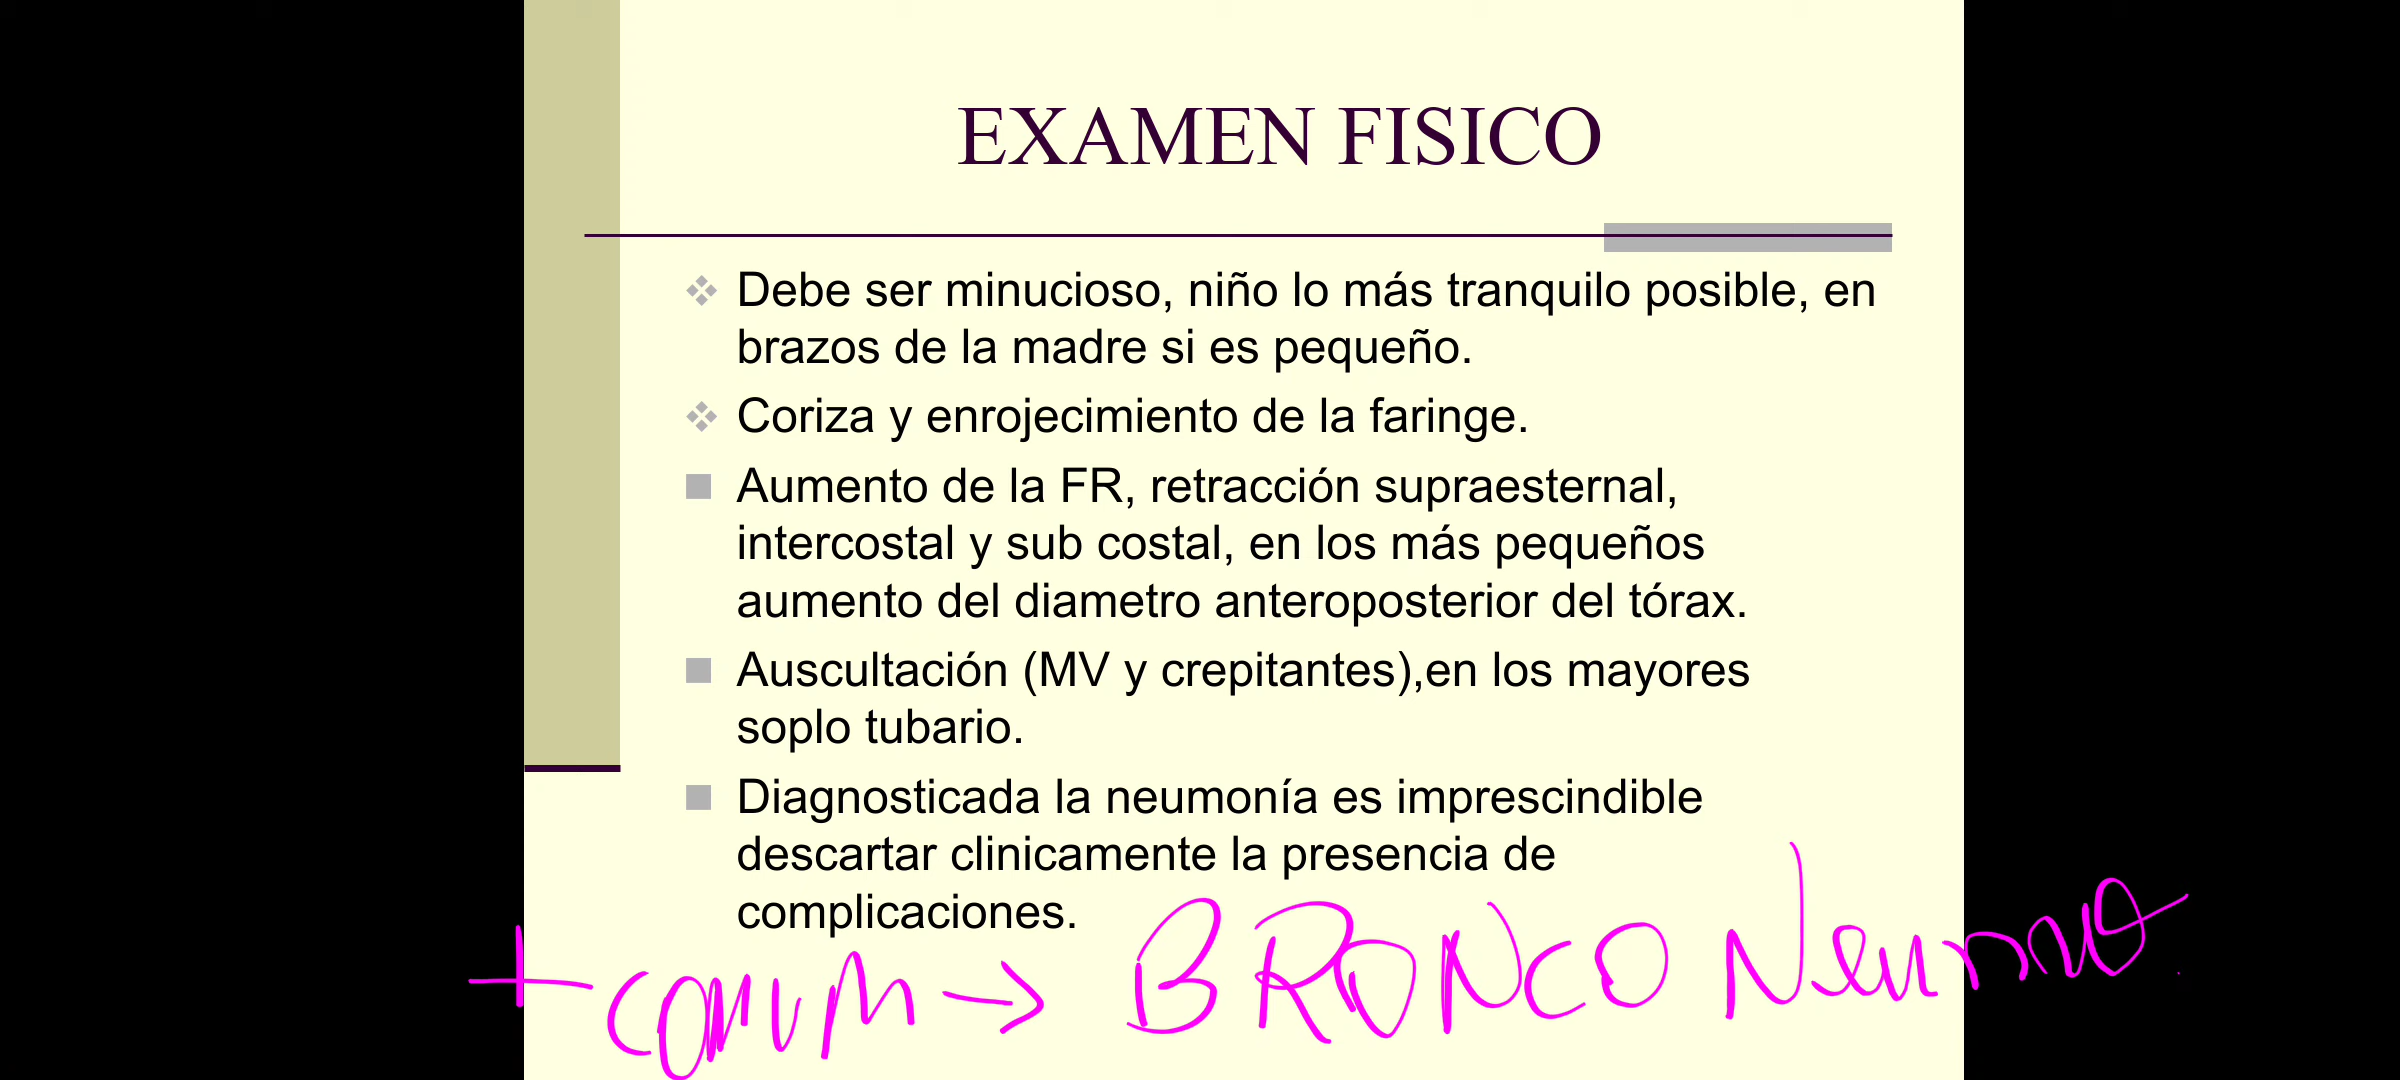 EXAMEN FISICO
Debe ser minucioso, niño lo más tranquilo posible, en
brazos de la madre si es pequeño.
Coriza y enrojecimiento de la faringe.
Aumento de la FR, retracción supraesternal,
intercostal y sub costal, en los más pequeños
aumento del diametro anteroposterior del tórax.
Auscultación (MV y crepitantes),en los mayores
soplo tubario.
Diagnosticada la neumonía es imprescindible
descartar clinicamente la presencia de
complicaciones.
+ comum → BRONCO Neumo